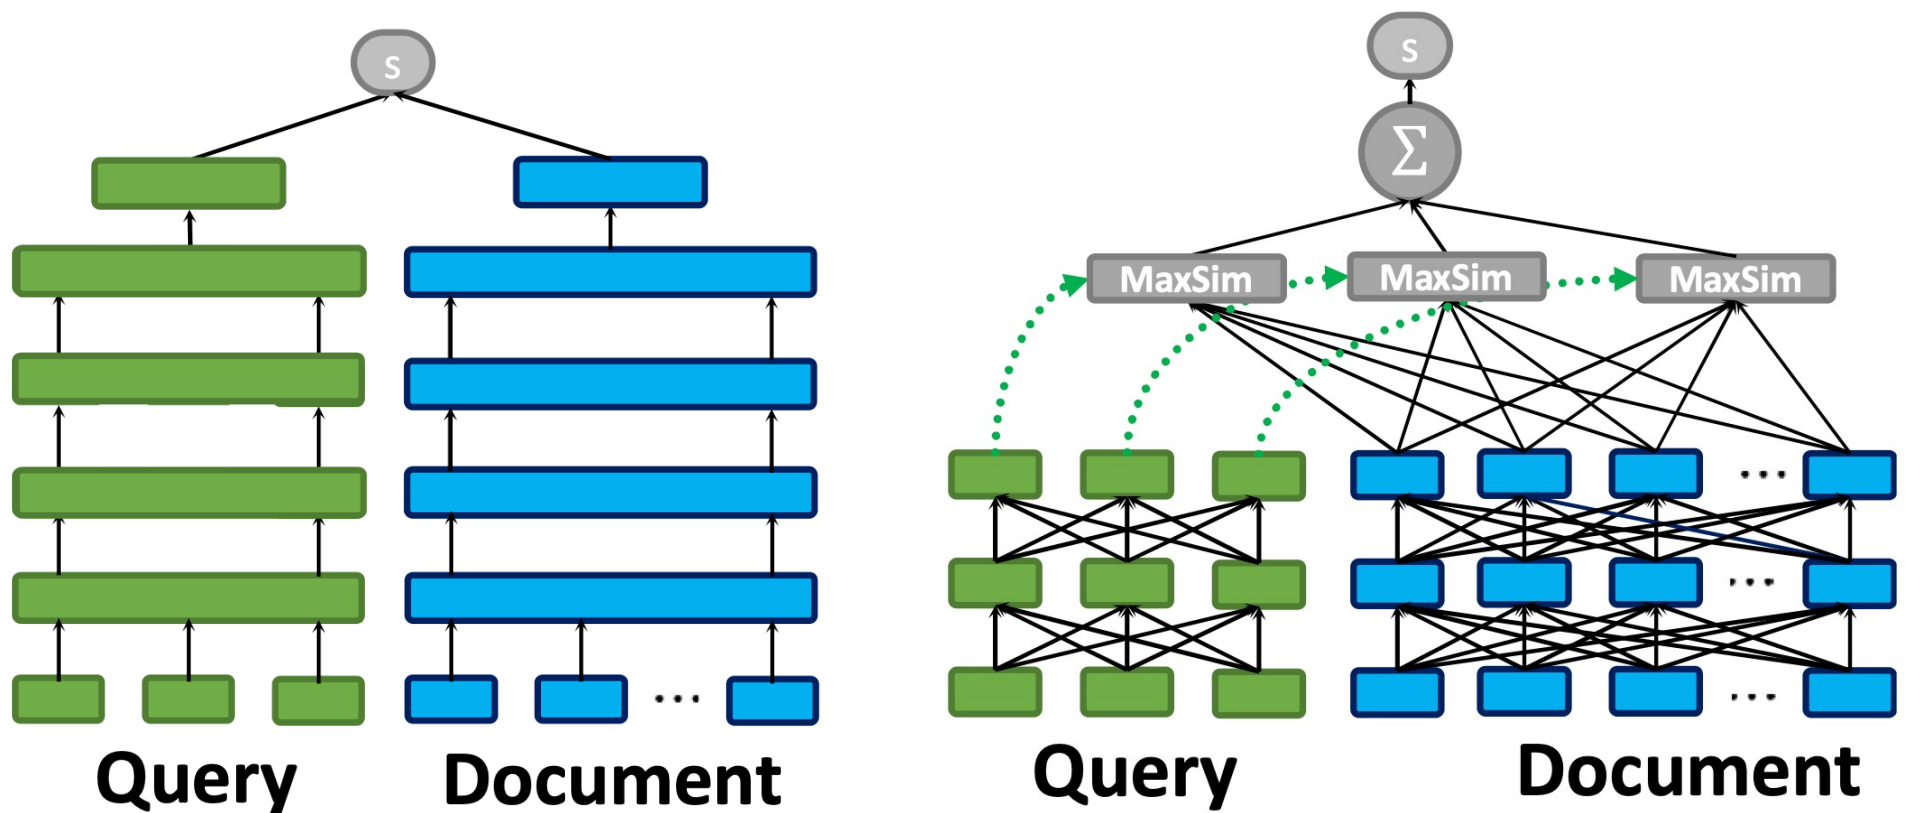 s
Query
Document
s
Σ
MaxSim
MaxSim
MaxSim
...
...
...
...
Query
Document